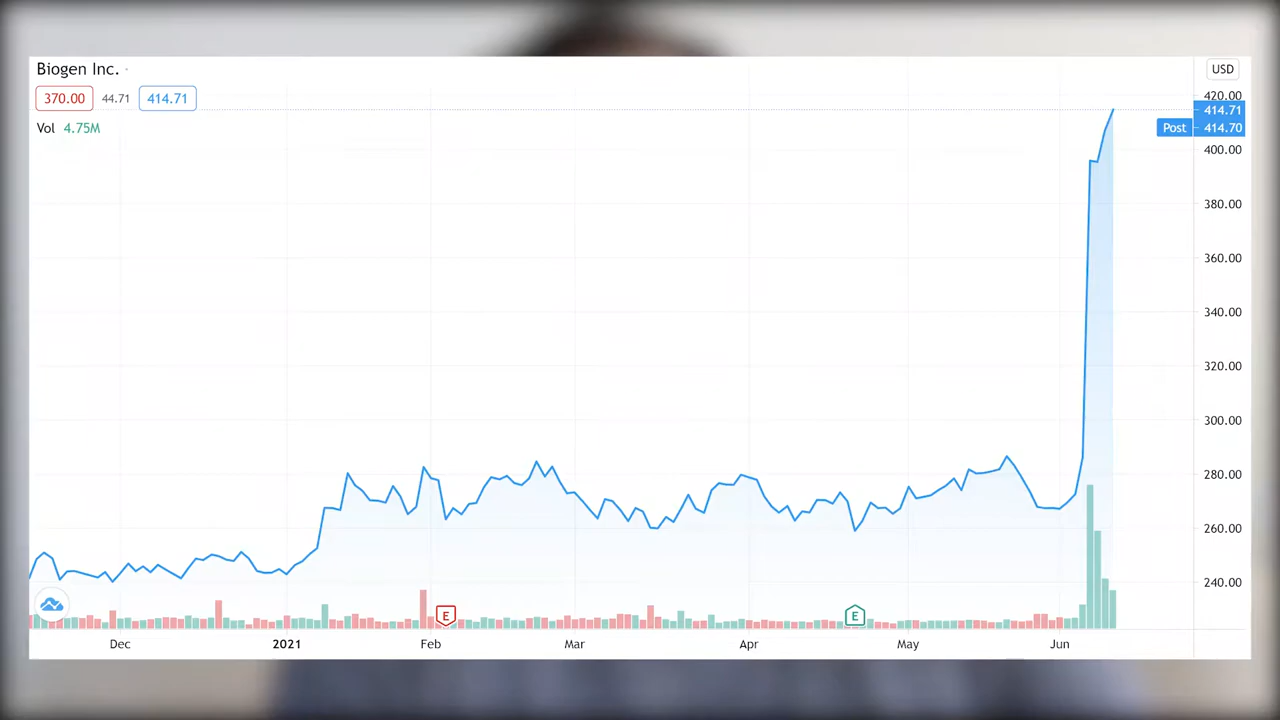 Biogen Inc.
USD
370.00 44.71 414.71
Vol 4.75M
420.00
414.71
Post 414.70
400.00
380.00
360.00
340.00
320.00
300.00
280.00
260.00
240.00
E E
Dec 2021 Feb Mar Apr May Jun